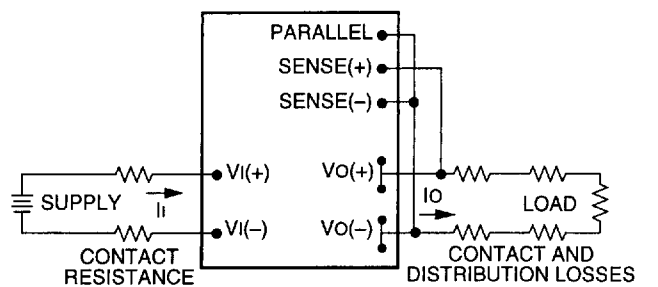 PARALLEL
SENSE(+)
SENSE(–)
VI(+)
VO(+)
SUPPLY
II
IO
LOAD
VI(–)
VO(–)
CONTACT
RESISTANCE
CONTACT AND
DISTRIBUTION LOSSES